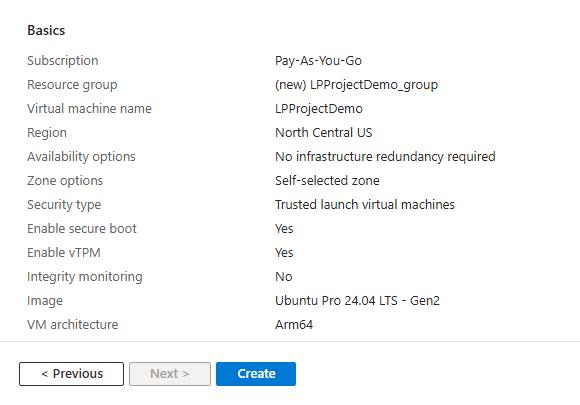 Basics
Subscription Pay-As-You-Go
Resource group (new) LPProjectDemo_group
Virtual machine name LPProjectDemo
Region North Central US
Availability options No infrastructure redundancy required
Zone options Self-selected zone
Security type Trusted launch virtual machines
Enable secure boot Yes
Enable vTPM Yes
Integrity monitoring No
Image Ubuntu Pro 24.04 LTS - Gen2
VM architecture Arm64
< Previous Next > Create